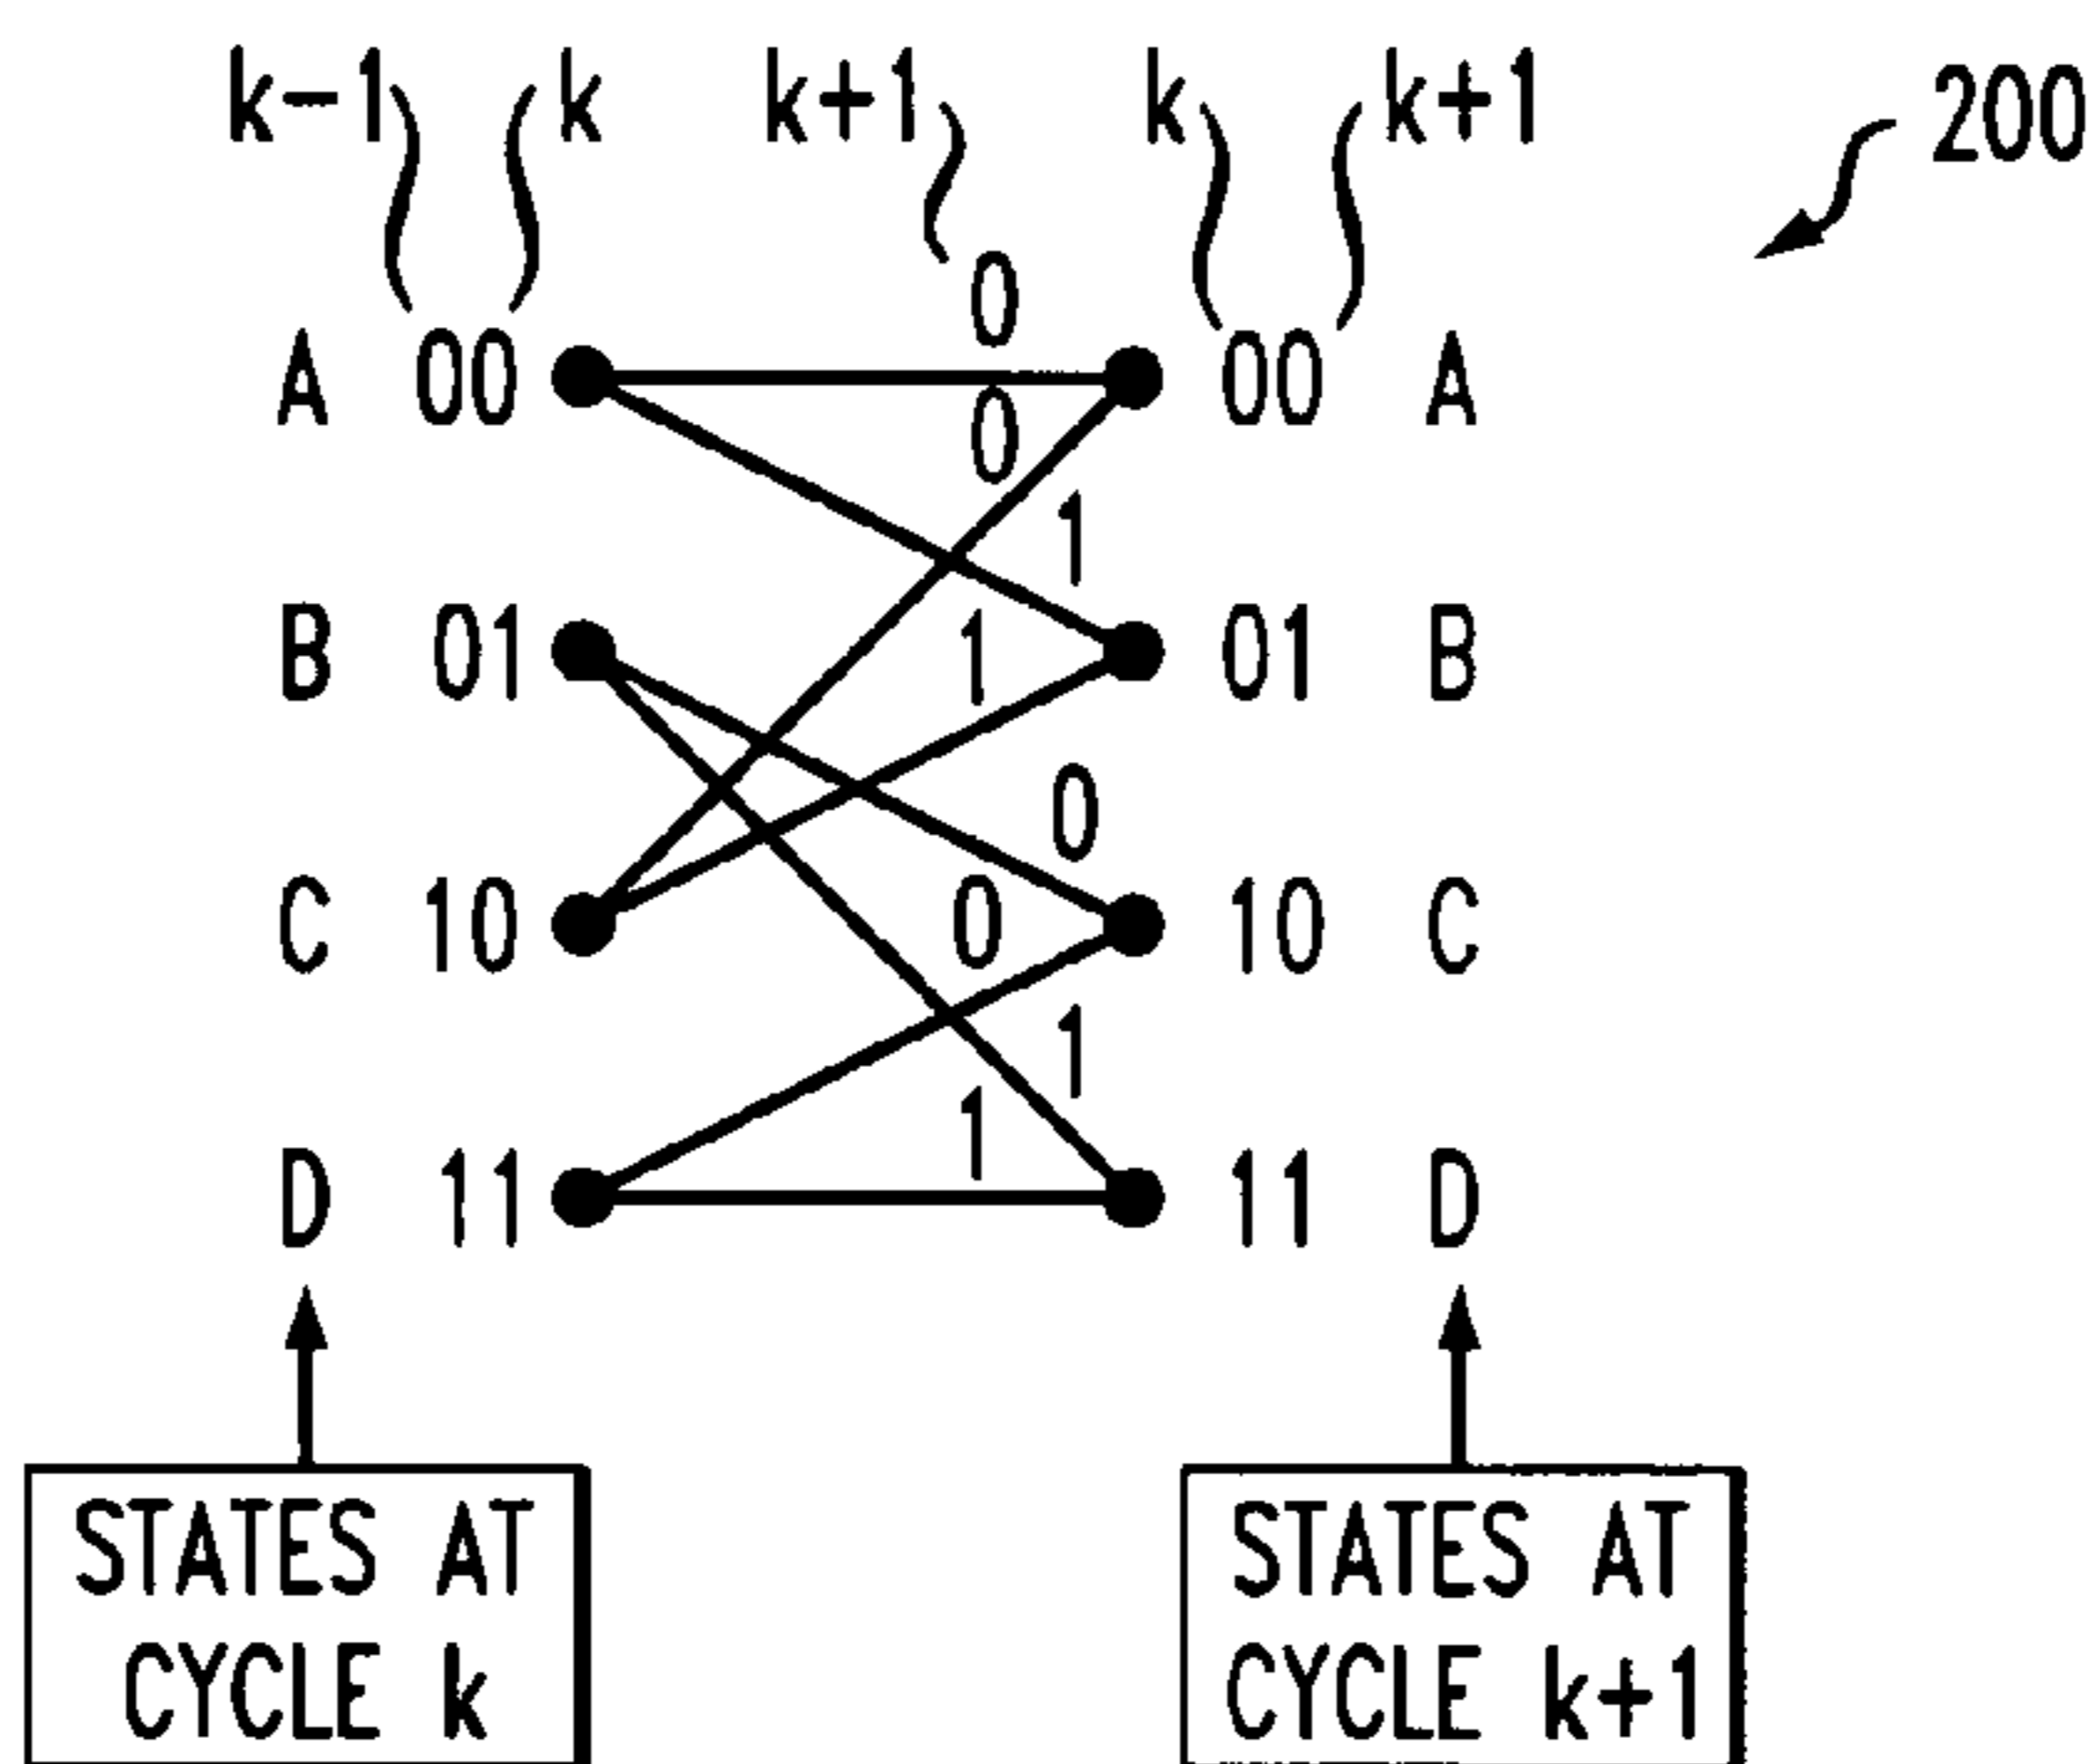 k-1 k k+1 k k+1 200
0
A 00 00 A
0
1
B 01 1 01 B
0
C 10 0 10 C
1
1
D 11 11 D
STATES AT CYCLE k
STATES AT CYCLE k+1